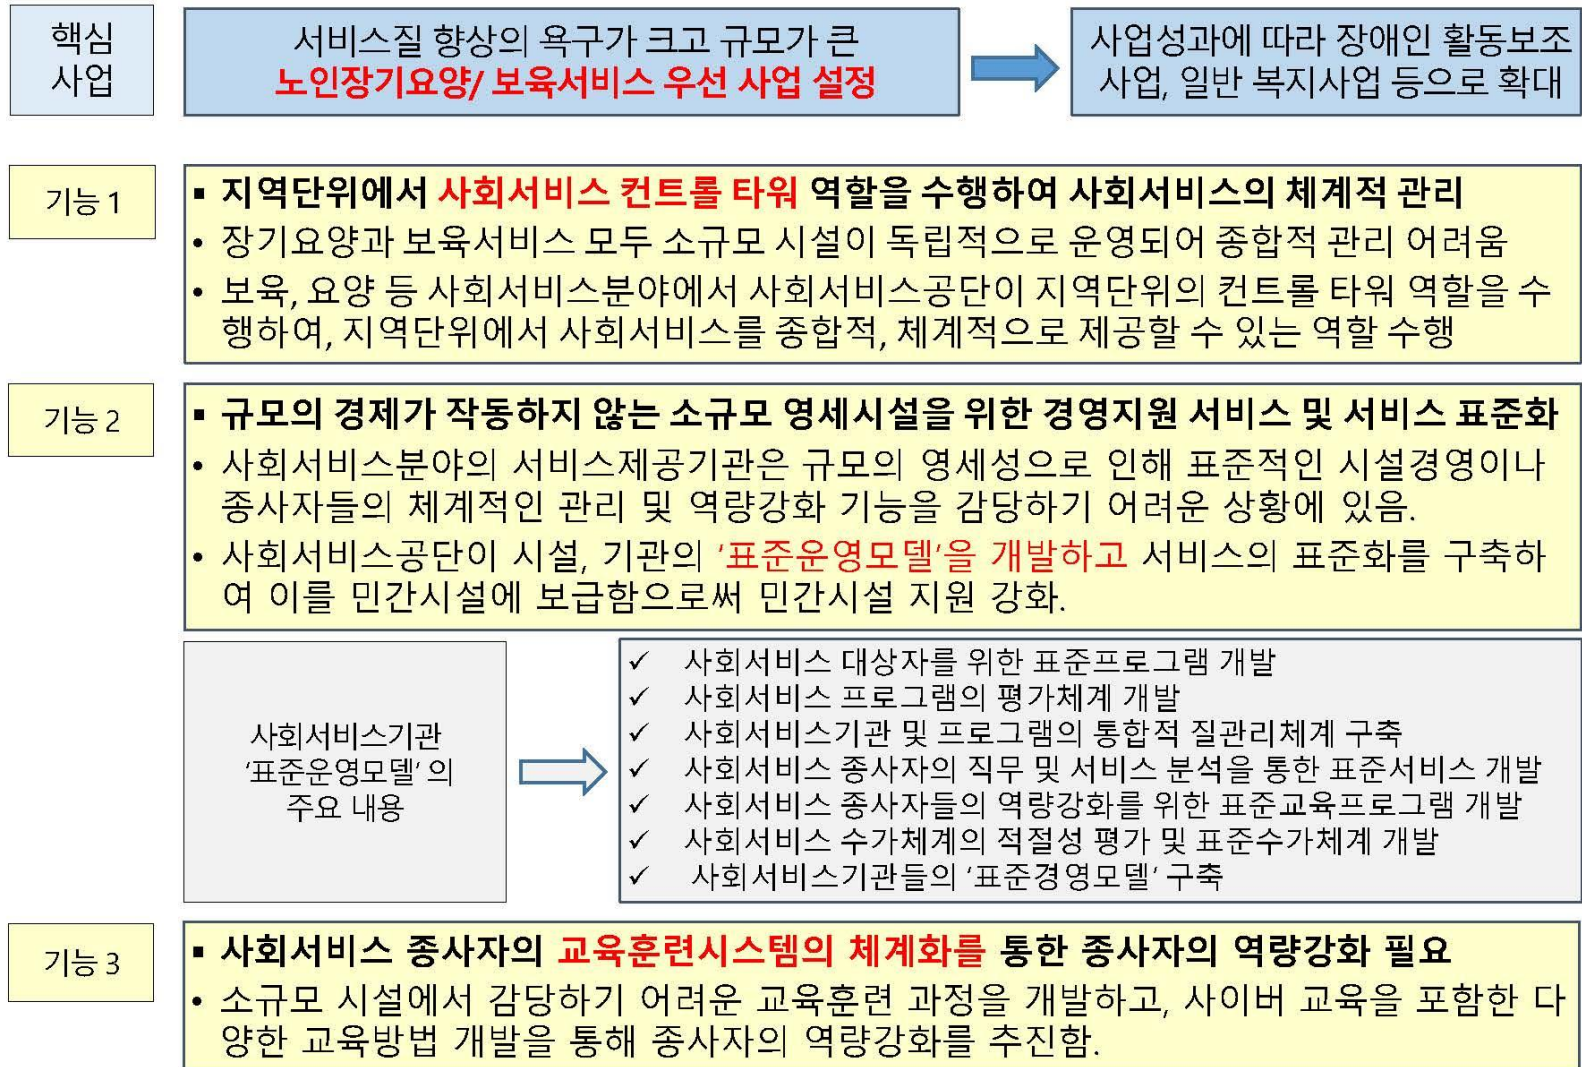 핵심
사업
서비스질 향상의 욕구가 크고 규모가 큰
노인장기요양/ 보육서비스 우선 사업 설정
사업성과에 따라 장애인 활동보조
사업, 일반 복지사업 등으로 확대
기능 1
▪ 지역단위에서 사회서비스 컨트롤 타워 역할을 수행하여 사회서비스의 체계적 관리
• 장기요양과 보육서비스 모두 소규모 시설이 독립적으로 운영되어 종합적 관리 어려움
• 보육, 요양 등 사회서비스분야에서 사회서비스공단이 지역단위의 컨트롤 타워 역할을 수
행하여, 지역단위에서 사회서비스를 종합적, 체계적으로 제공할 수 있는 역할 수행
기능 2
▪ 규모의 경제가 작동하지 않는 소규모 영세시설을 위한 경영지원 서비스 및 서비스 표준화
• 사회서비스분야의 서비스제공기관은 규모의 영세성으로 인해 표준적인 시설경영이나
종사자들의 체계적인 관리 및 역량강화 기능을 감당하기 어려운 상황에 있음.
• 사회서비스공단이 시설, 기관의 ‘표준운영모델’을 개발하고 서비스의 표준화를 구축하
여 이를 민간시설에 보급함으로써 민간시설 지원 강화.
사회서비스기관
‘표준운영모델’ 의
주요 내용
✓ 사회서비스 대상자를 위한 표준프로그램 개발
✓ 사회서비스 프로그램의 평가체계 개발
✓ 사회서비스기관 및 프로그램의 통합적 질관리체계 구축
✓ 사회서비스 종사자의 직무 및 서비스 분석을 통한 표준서비스 개발
✓ 사회서비스 종사자들의 역량강화를 위한 표준교육프로그램 개발
✓ 사회서비스 수가체계의 적절성 평가 및 표준수가체계 개발
✓ 사회서비스기관들의 ‘표준경영모델’ 구축
기능 3
▪ 사회서비스 종사자의 교육훈련시스템의 체계화를 통한 종사자의 역량강화 필요
• 소규모 시설에서 감당하기 어려운 교육훈련 과정을 개발하고, 사이버 교육을 포함한 다
양한 교육방법 개발을 통해 종사자의 역량강화를 추진함.